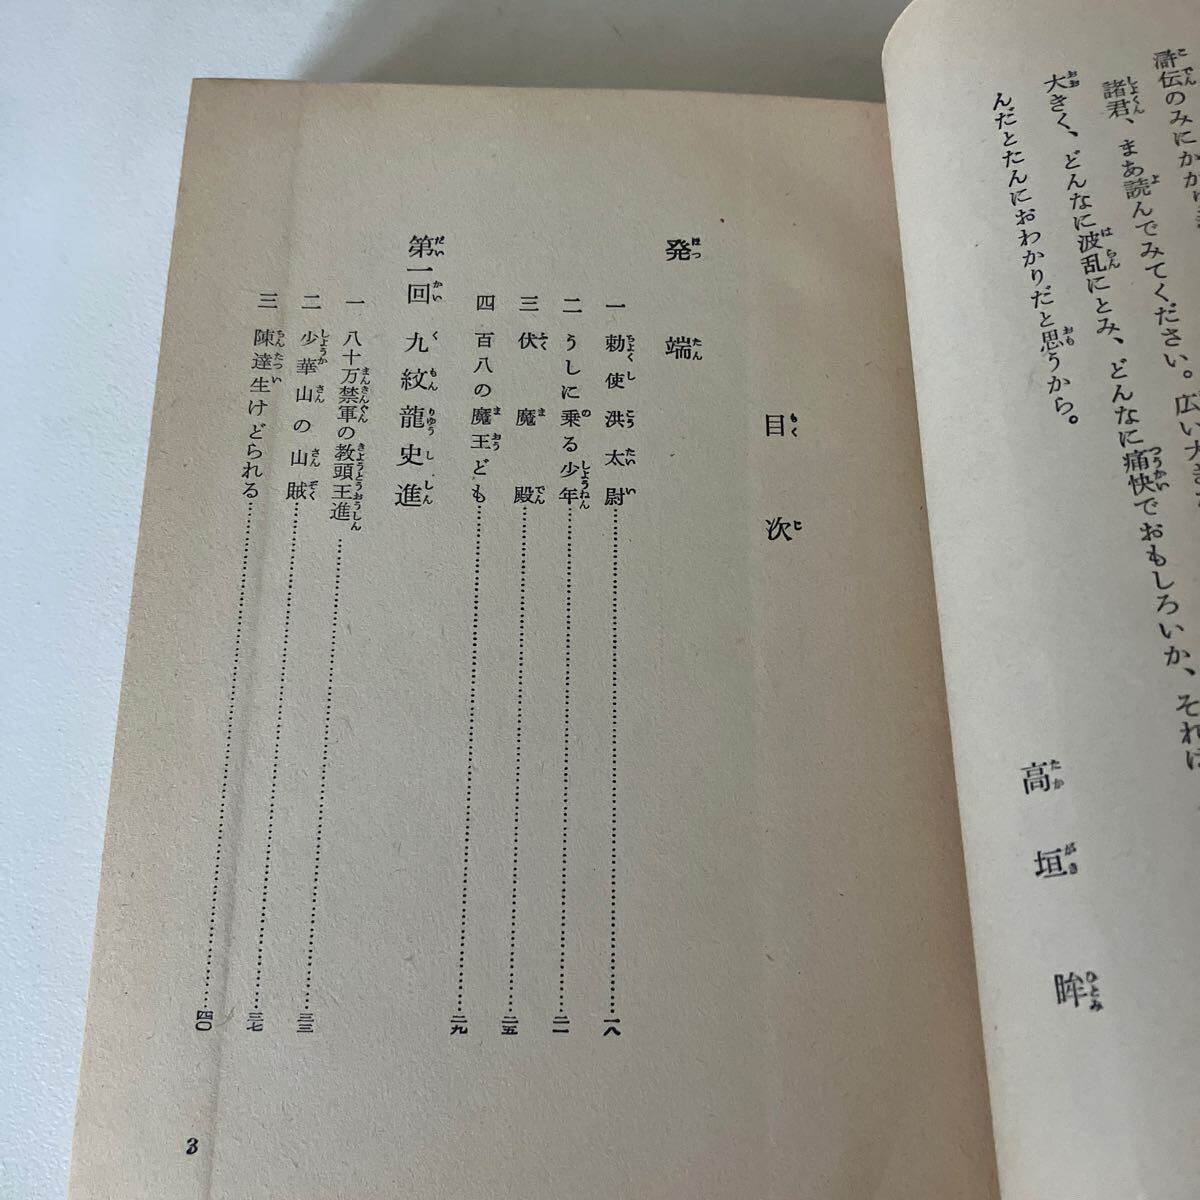 滸伝のみにかか
諸君、まあ読んでみてください。広い大き
大きく、どんなに波乱にとみ、どんなに痛快でおもしろいか、それは
んだとたんにおわかりだと思うから。
高垣眸
目次
発端
一 勅使洪太尉 一八
二 うしに乗る少年 二一
三 伏魔殿 二五
四 百八の魔王ども 二九
第一回 九紋龍史進
一 八十万禁軍の教頭王進 三三
二 少華山の山賊 三七
三 陳達生けどられる 四〇
3